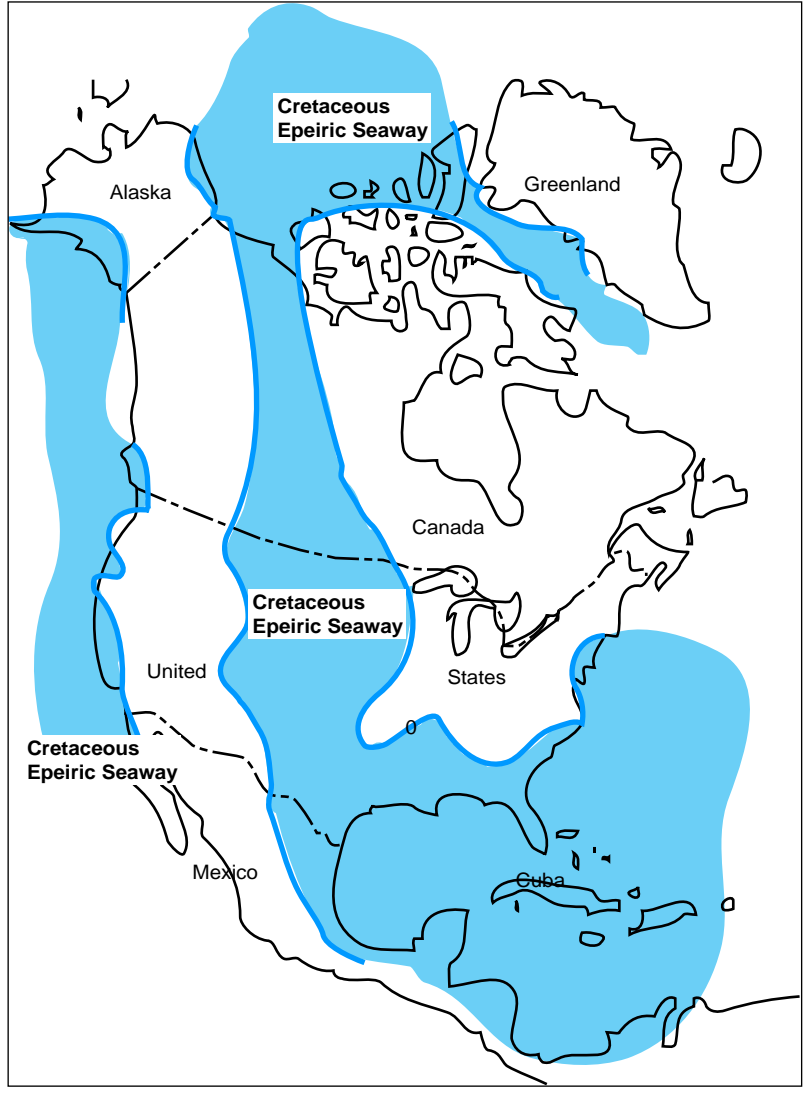 Cretaceous
Epeiric Seaway
Alaska
Greenland
Canada
Cretaceous
Epeiric Seaway
United
States
0
Cretaceous
Epeiric Seaway
Mexico
Cuba